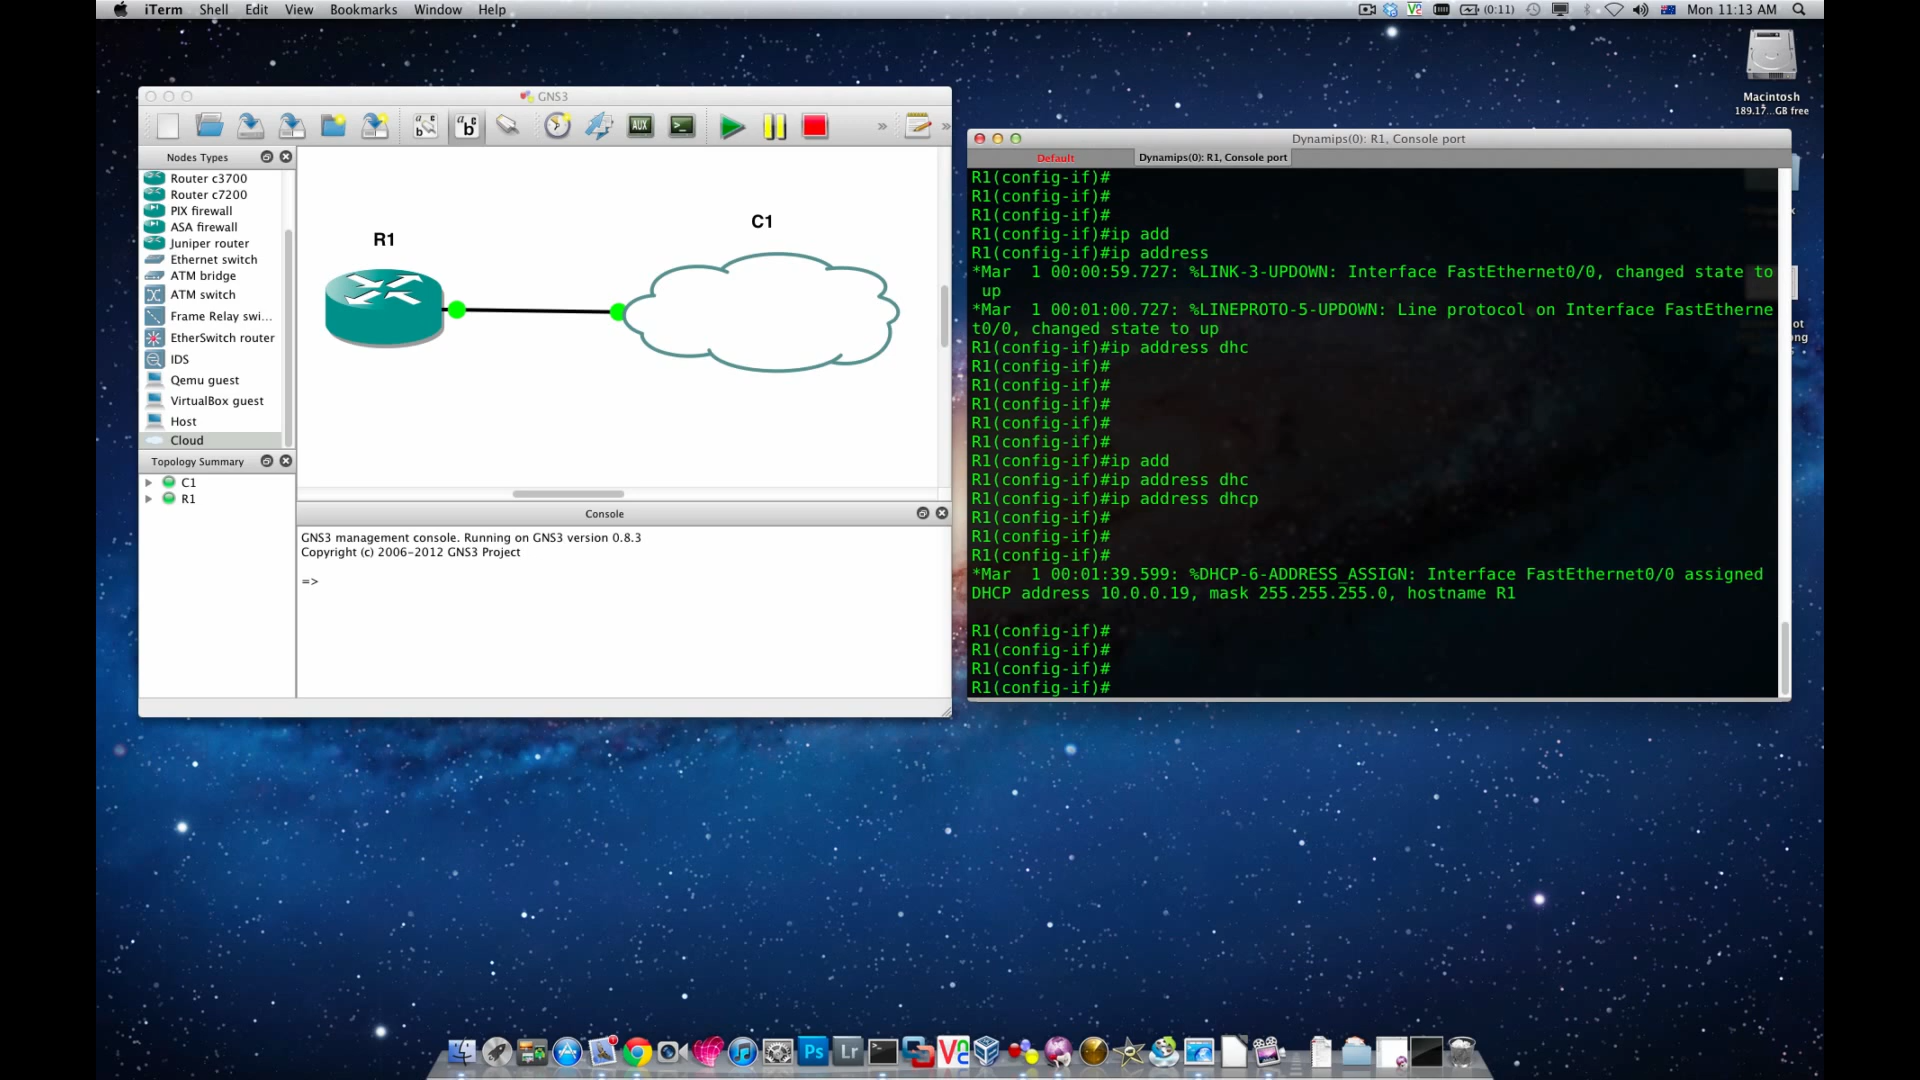 iTerm Shell Edit View Bookmarks Window Help
(0:11) Mon 11:13 AM
Macintosh
189.17...GB free
GNS3
AUX
Nodes Types
Router c3700
Router c7200
PIX firewall
ASA firewall
Juniper router
Ethernet switch
ATM bridge
ATM switch
Frame Relay swi...
EtherSwitch router
IDS
Qemu guest
VirtualBox guest
Host
Cloud
Topology Summary
C1
R1
R1
C1
Console
GNS3 management console. Running on GNS3 version 0.8.3
Copyright (c) 2006-2012 GNS3 Project
=>
Dynamips(0): R1, Console port
Default Dynamips(0): R1, Console port
R1(config-if)#
R1(config-if)#
R1(config-if)#
R1(config-if)#ip add
R1(config-if)#ip address
*Mar  1 00:00:59.727: %LINK-3-UPDOWN: Interface FastEthernet0/0, changed state to
up
*Mar  1 00:01:00.727: %LINEPROTO-5-UPDOWN: Line protocol on Interface FastEtherne
t0/0, changed state to up
R1(config-if)#ip address dhc
R1(config-if)#
R1(config-if)#
R1(config-if)#
R1(config-if)#
R1(config-if)#
R1(config-if)#ip add
R1(config-if)#ip address dhc
R1(config-if)#ip address dhcp
R1(config-if)#
R1(config-if)#
R1(config-if)#
*Mar  1 00:01:39.599: %DHCP-6-ADDRESS_ASSIGN: Interface FastEthernet0/0 assigned
DHCP address 10.0.0.19, mask 255.255.255.0, hostname R1
R1(config-if)#
R1(config-if)#
R1(config-if)#
R1(config-if)#
Ps
Lr